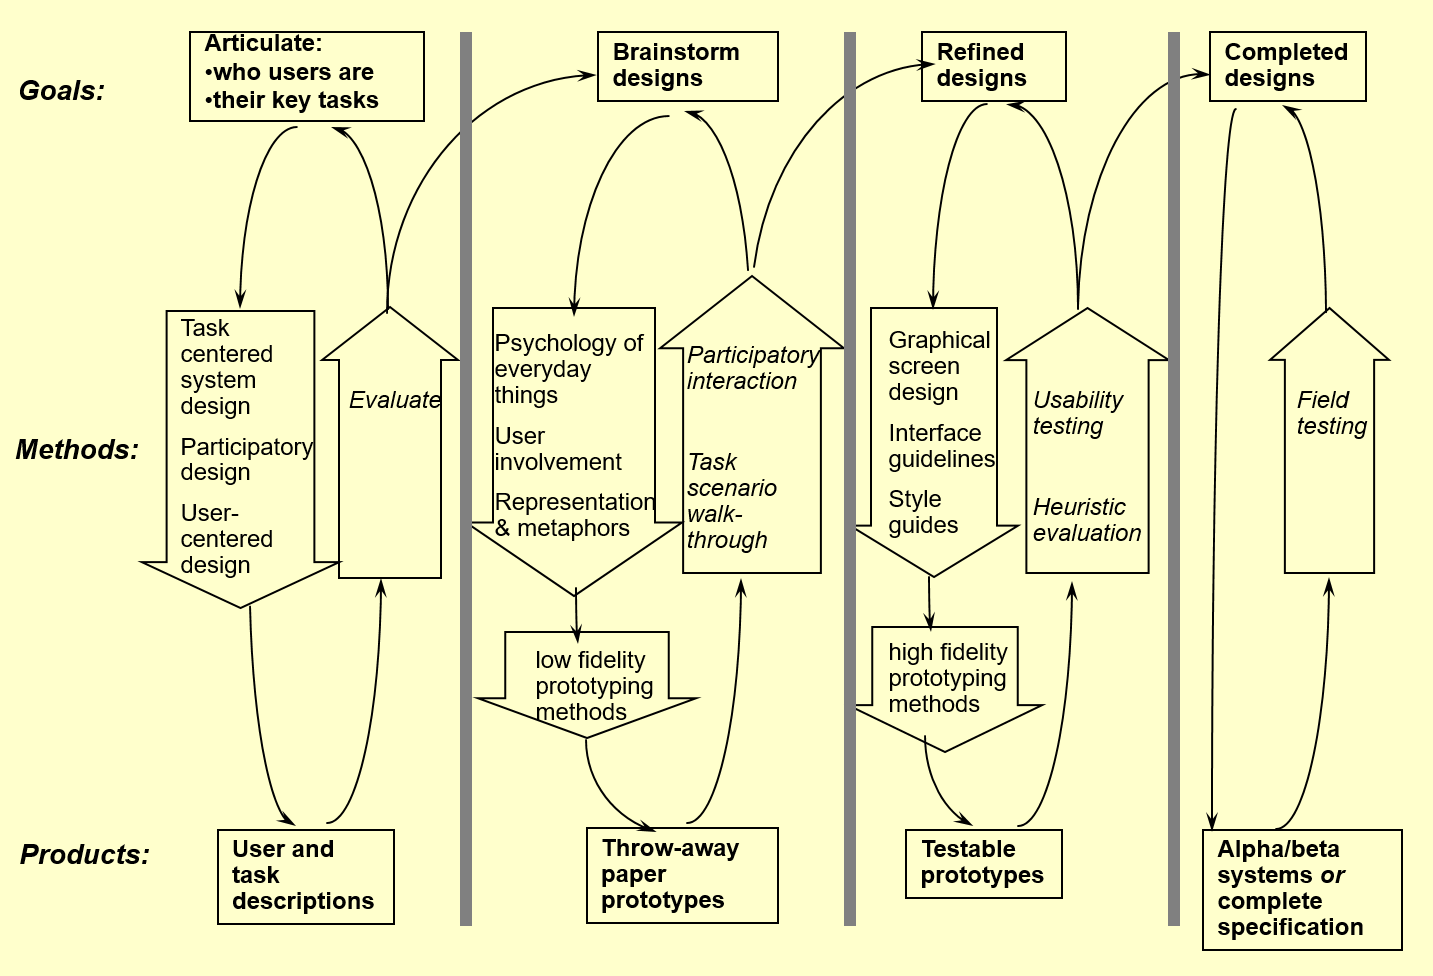 Goals:
Articulate:
•who users are
•their key tasks
Brainstorm
designs
Refined
designs
Completed
designs
Methods:
Task
centered
system
design
Participatory
design
User-
centered
design
Evaluate
Psychology of
everyday
things
User
involvement
Representation
& metaphors
Participatory
interaction
Task
scenario
walk-
through
low fidelity
prototyping
methods
Graphical
screen
design
Interface
guidelines
Style
guides
Usability
testing
Heuristic
evaluation
high fidelity
prototyping
methods
Field
testing
Products:
User and
task
descriptions
Throw-away
paper
prototypes
Testable
prototypes
Alpha/beta
systems or
complete
specification